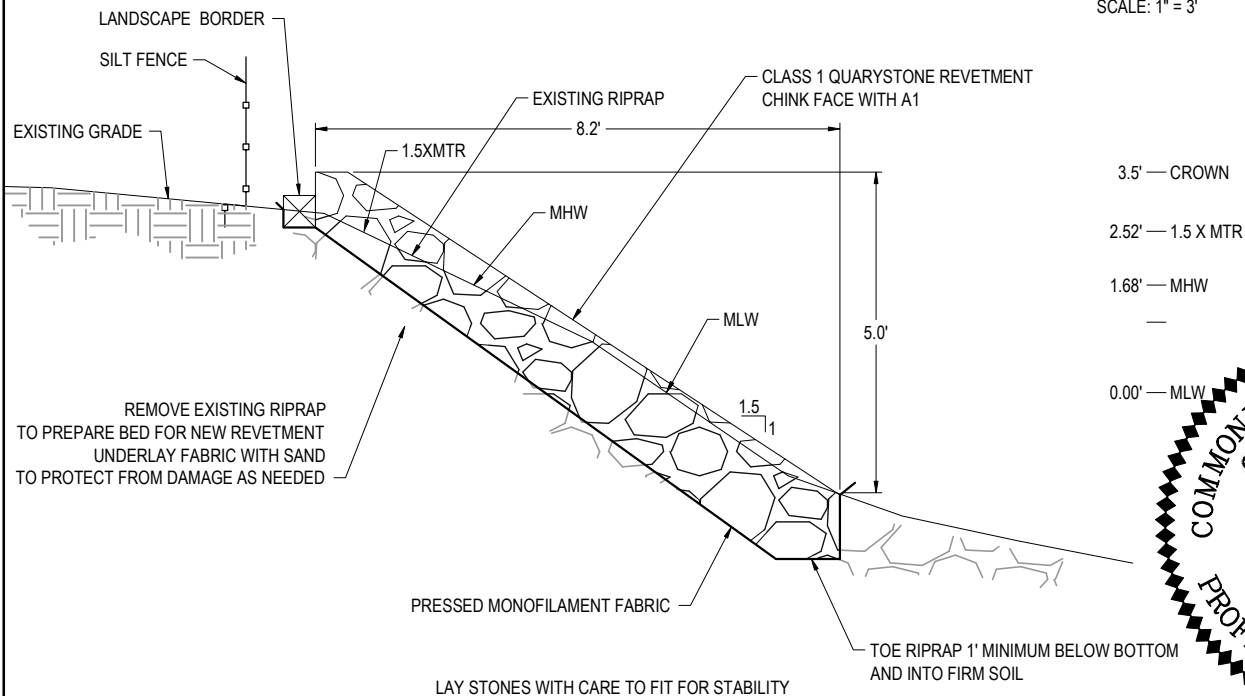 SCALE: 1" = 3'
LANDSCAPE BORDER
SILT FENCE
EXISTING GRADE
CLASS 1 QUARYSTONE REVETMENT
CHINK FACE WITH A1
EXISTING RIPRAP
8.2'
1.5XMTR
MHW
MLW
5.0'
1.5
1
3.5' — CROWN
2.52' — 1.5 X MTR
1.68' — MHW
—
0.00' — MLW
REMOVE EXISTING RIPRAP
TO PREPARE BED FOR NEW REVETMENT
UNDERLAY FABRIC WITH SAND
TO PROTECT FROM DAMAGE AS NEEDED
PRESSED MONOFILAMENT FABRIC
TOE RIPRAP 1' MINIMUM BELOW BOTTOM
AND INTO FIRM SOIL
LAY STONES WITH CARE TO FIT FOR STABILITY